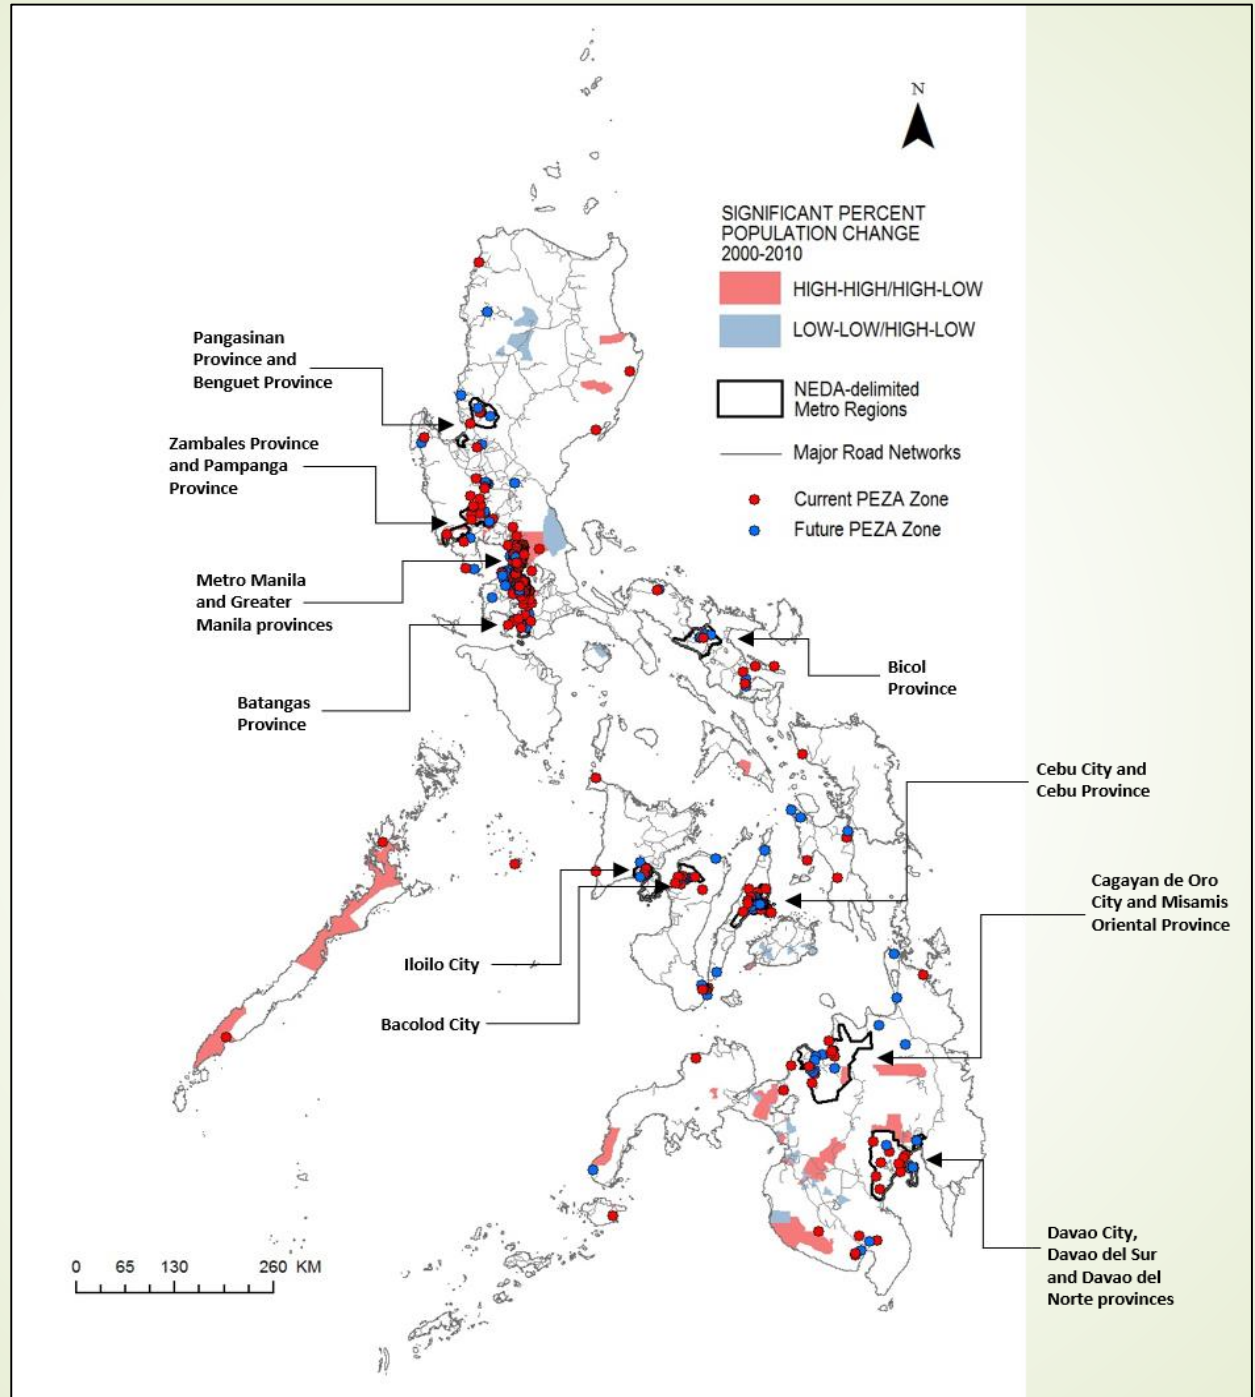 N
SIGNIFICANT PERCENT
POPULATION CHANGE
2000-2010
HIGH-HIGH/HIGH-LOW
LOW-LOW/HIGH-LOW
NEDA-delimited
Metro Regions
Major Road Networks
Current PEZA Zone
Future PEZA Zone
Pangasinan
Province and
Benguet Province
Zambales Province
and Pampanga
Province
Metro Manila
and Greater
Manila provinces
Batangas
Province
Bicol
Province
Cebu City and
Cebu Province
Cagayan de Oro
City and Misamis
Oriental Province
Iloilo City
Bacolod City
Davao City,
Davao del Sur
and Davao del
Norte provinces
0 65 130 260 KM